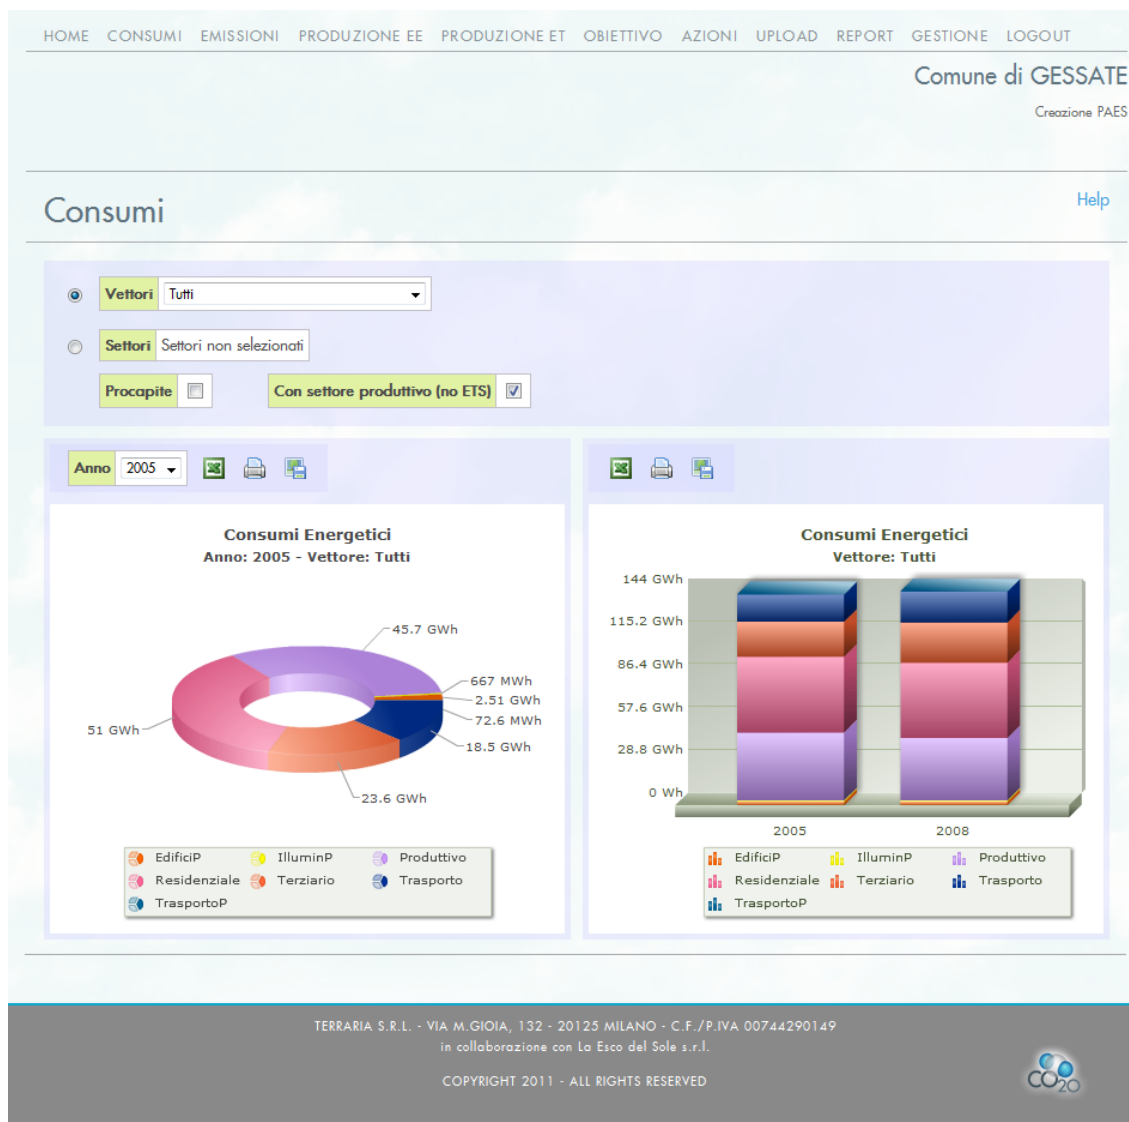 HOME CONSUMI EMISSIONI PRODUZIONE EE PRODUZIONE ET OBIETTIVO AZIONI UPLOAD REPORT GESTIONE LOGOUT
Comune di GESSATE
Creazione PAES
Consumi
Help
Vettori Tutti
Settori Settori non selezionati
Procapite Con settore produttivo (no ETS)
Anno 2005
Consumi Energetici
Anno: 2005 - Vettore: Tutti
45.7 GWh
667 MWh
2.51 GWh
72.6 MWh
18.5 GWh
51 GWh
23.6 GWh
EdificiP IlluminP Produttivo
Residenziale Terziario Trasporto
TrasportoP
Consumi Energetici
Vettore: Tutti
144 GWh
115.2 GWh
86.4 GWh
57.6 GWh
28.8 GWh
0 Wh
2005 2008
EdificiP IlluminP Produttivo
Residenziale Terziario Trasporto
TrasportoP
TERRARIA S.R.L. - VIA M.GIOIA, 132 - 20125 MILANO - C.F./P.IVA 00744290149
in collaborazione con La Esco del Sole s.r.l.
COPYRIGHT 2011 - ALL RIGHTS RESERVED
CO20